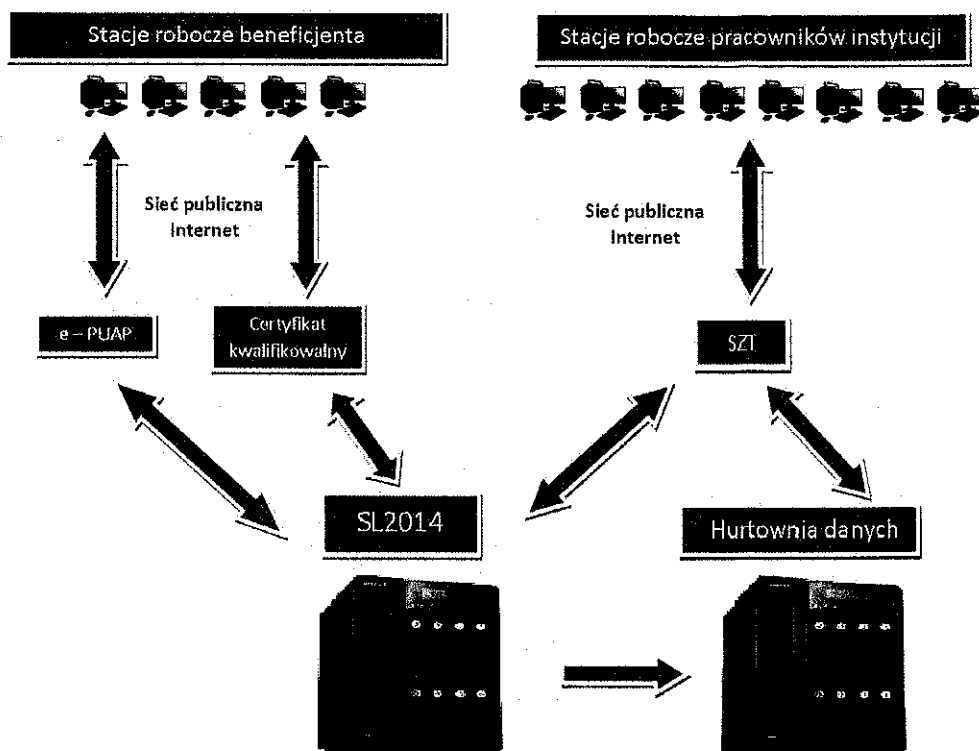 Stacje robocze beneficjenta
Stacje robocze pracowników instytucji
Sieć publiczna
Internet
Sieć publiczna
Internet
e – PUAP
Certyfikat
kwalifikowalny
SZT
SL2014
Hurtownia danych